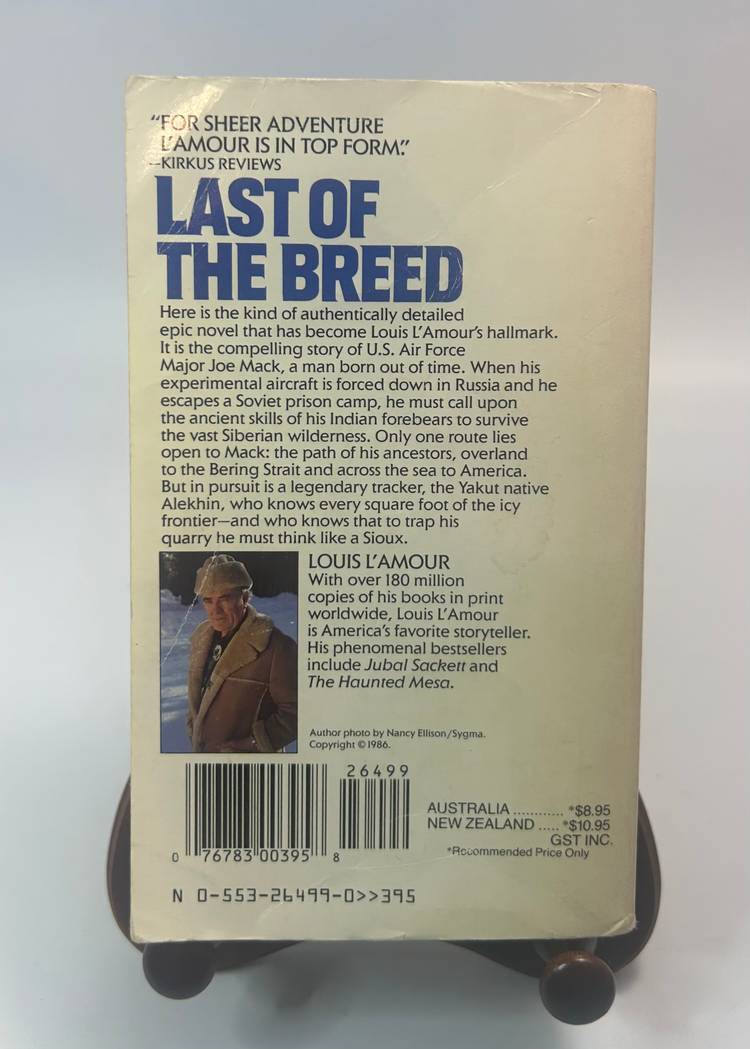 "FOR SHEER ADVENTURE
L'AMOUR IS IN TOP FORM."
—KIRKUS REVIEWS
LAST OF
THE BREED
Here is the kind of authentically detailed
epic novel that has become Louis L'Amour's hallmark.
It is the compelling story of U.S. Air Force
Major Joe Mack, a man born out of time. When his
experimental aircraft is forced down in Russia and he
escapes a Soviet prison camp, he must call upon
the ancient skills of his Indian forebears to survive
the vast Siberian wilderness. Only one route lies
open to Mack: the path of his ancestors, overland
to the Bering Strait and across the sea to America.
But in pursuit is a legendary tracker, the Yakut native
Alekhin, who knows every square foot of the icy
frontier—and who knows that to trap his
quarry he must think like a Sioux.
LOUIS L'AMOUR
With over 180 million
copies of his books in print
worldwide, Louis L'Amour
is America's favorite storyteller.
His phenomenal bestsellers
include Jubal Sackett and
The Haunted Mesa.
Author photo by Nancy Ellison/Sygma.
Copyright © 1986.
26499
0 76783 00395 8
AUSTRALIA ............ *$8.95
NEW ZEALAND ..... *$10.95
GST INC.
*Recommended Price Only
N 0-553-26499-0>>395